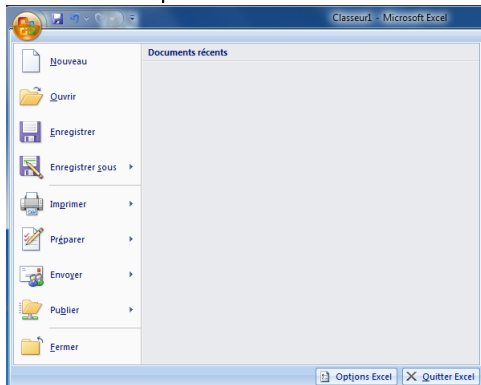 Classeur1 - Microsoft Excel
Documents récents
Nouveau
Ouvrir
Enregistrer
Enregistrer sous
Imprimer
Préparer
Envoyer
Publier
Fermer
Options Excel
Quitter Excel